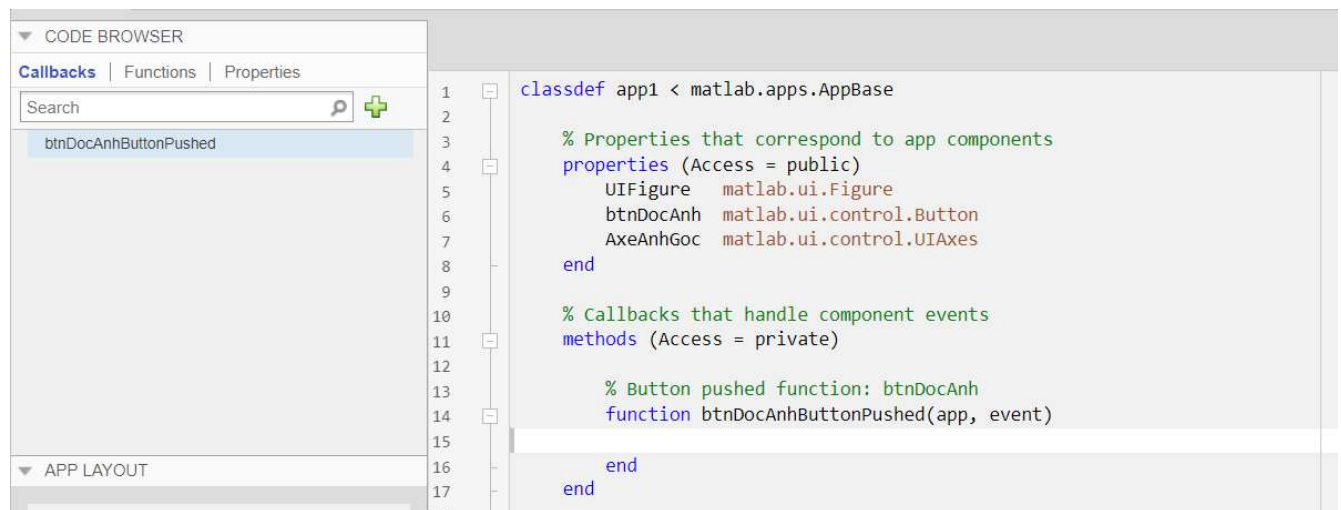 CODE BROWSER
Callbacks | Functions | Properties
Search
btnDocAnhButtonPushed
APP LAYOUT
1 classdef app1 < matlab.apps.AppBase
2
3 % Properties that correspond to app components
4 properties (Access = public)
5 UIFigure matlab.ui.Figure
6 btnDocAnh matlab.ui.control.Button
7 AxeAnhGoc matlab.ui.control.UIAxes
8 end
9
10 % Callbacks that handle component events
11 methods (Access = private)
12
13 % Button pushed function: btnDocAnh
14 function btnDocAnhButtonPushed(app, event)
15
16 end
17 end